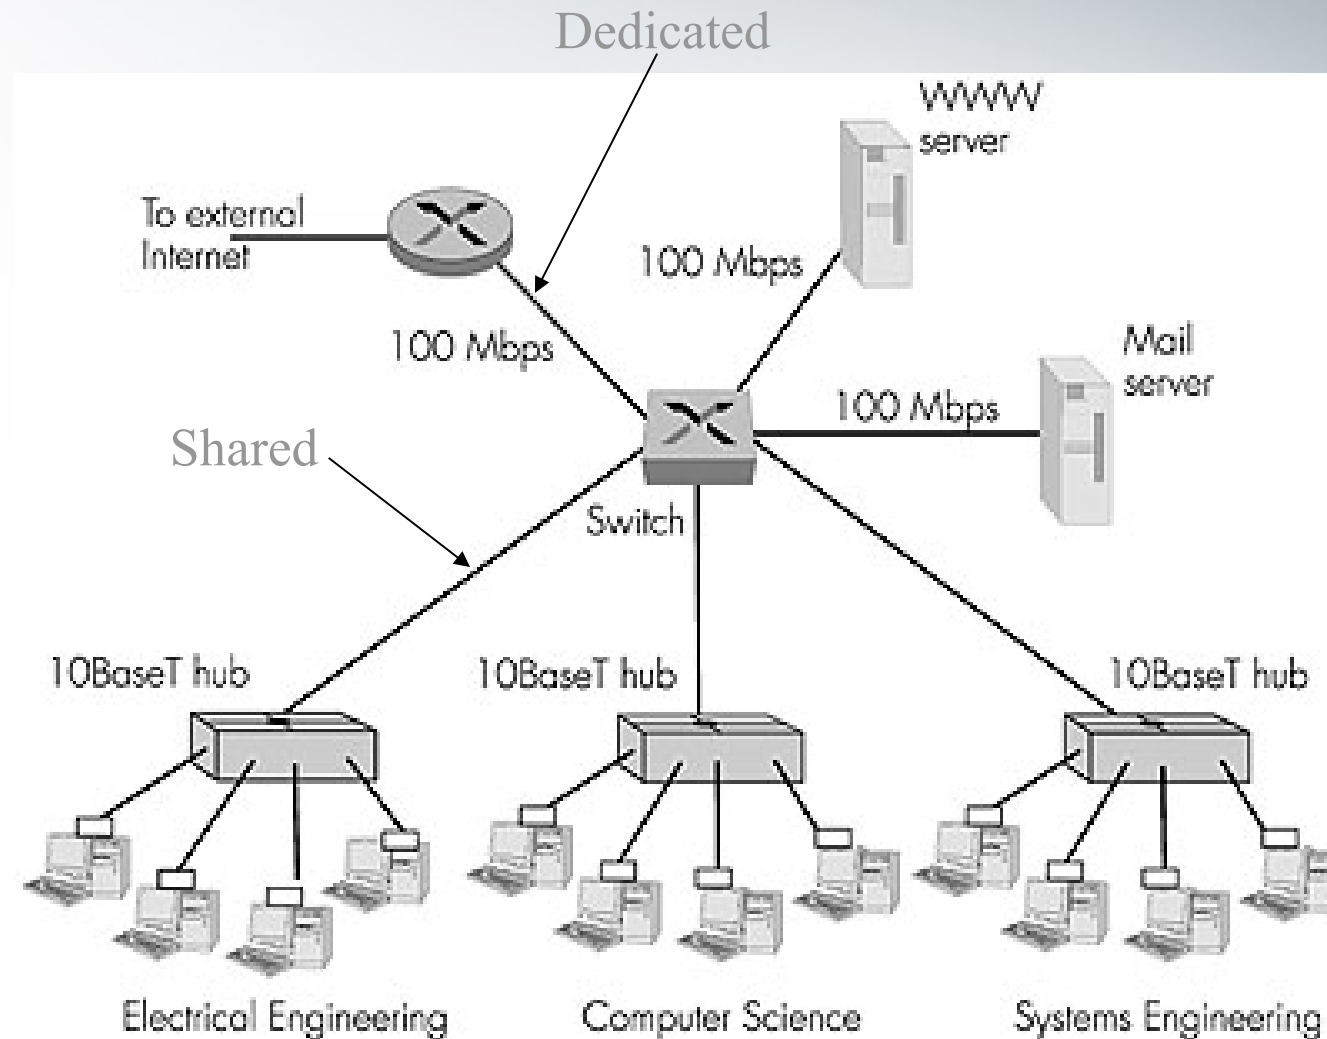 Dedicated
WWW
server
To external
Internet
100 Mbps
100 Mbps
Mail
server
100 Mbps
Shared
Switch
10BaseT hub
10BaseT hub
10BaseT hub
Electrical Engineering
Computer Science
Systems Engineering